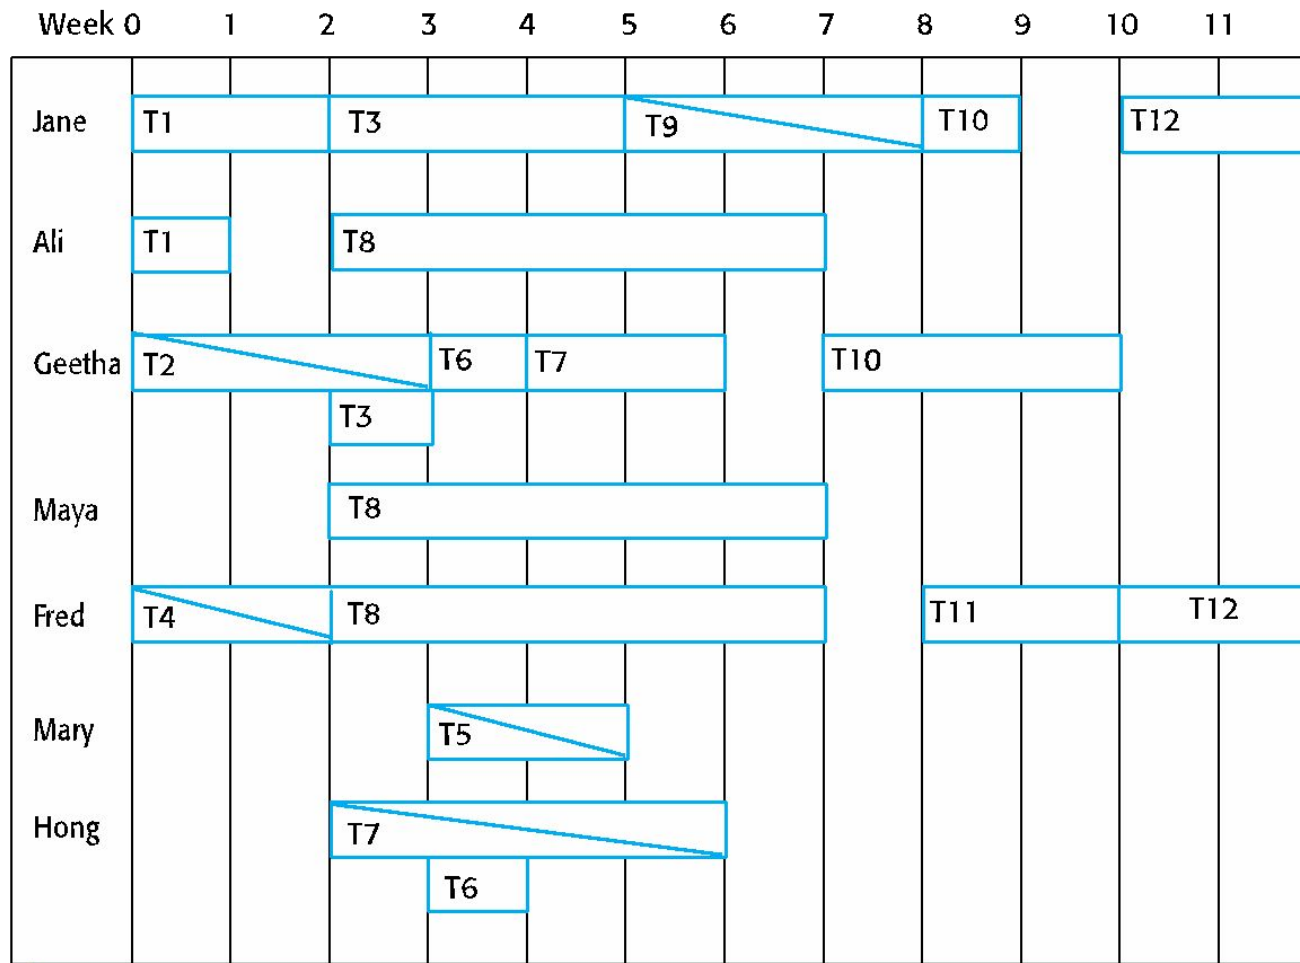 Week 0 1 2 3 4 5 6 7 8 9 10 11
Jane T1 T3 T9 T10 T12
Ali T1 T8
Geetha T2 T6 T7 T10
T3
Maya T8
Fred T4 T8 T11 T12
Mary T5
Hong T7
T6